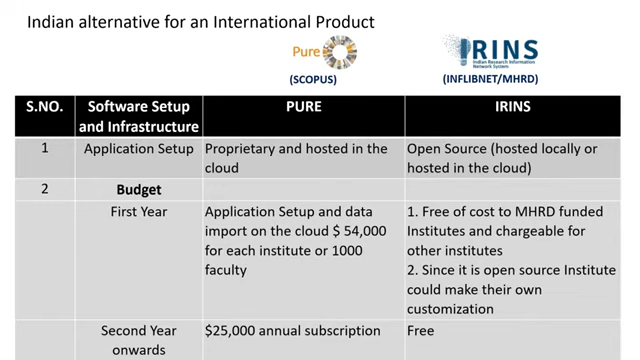 Indian alternative for an International Product
Pure
IRINS
Indian Research Information
Network System
(SCOPUS)
(INFLIBNET/MHRD)
S.NO.
Software Setup
and Infrastructure
PURE
IRINS
1
Application Setup
Proprietary and hosted in the
cloud
Open Source (hosted locally or
hosted in the cloud)
2
Budget
First Year
Application Setup and data
import on the cloud $ 54,000
for each institute or 1000
faculty
1. Free of cost to MHRD funded
Institutes and chargeable for
other institutes
2. Since it is open source Institute
could make their own
customization
Second Year
onwards
$25,000 annual subscription
Free